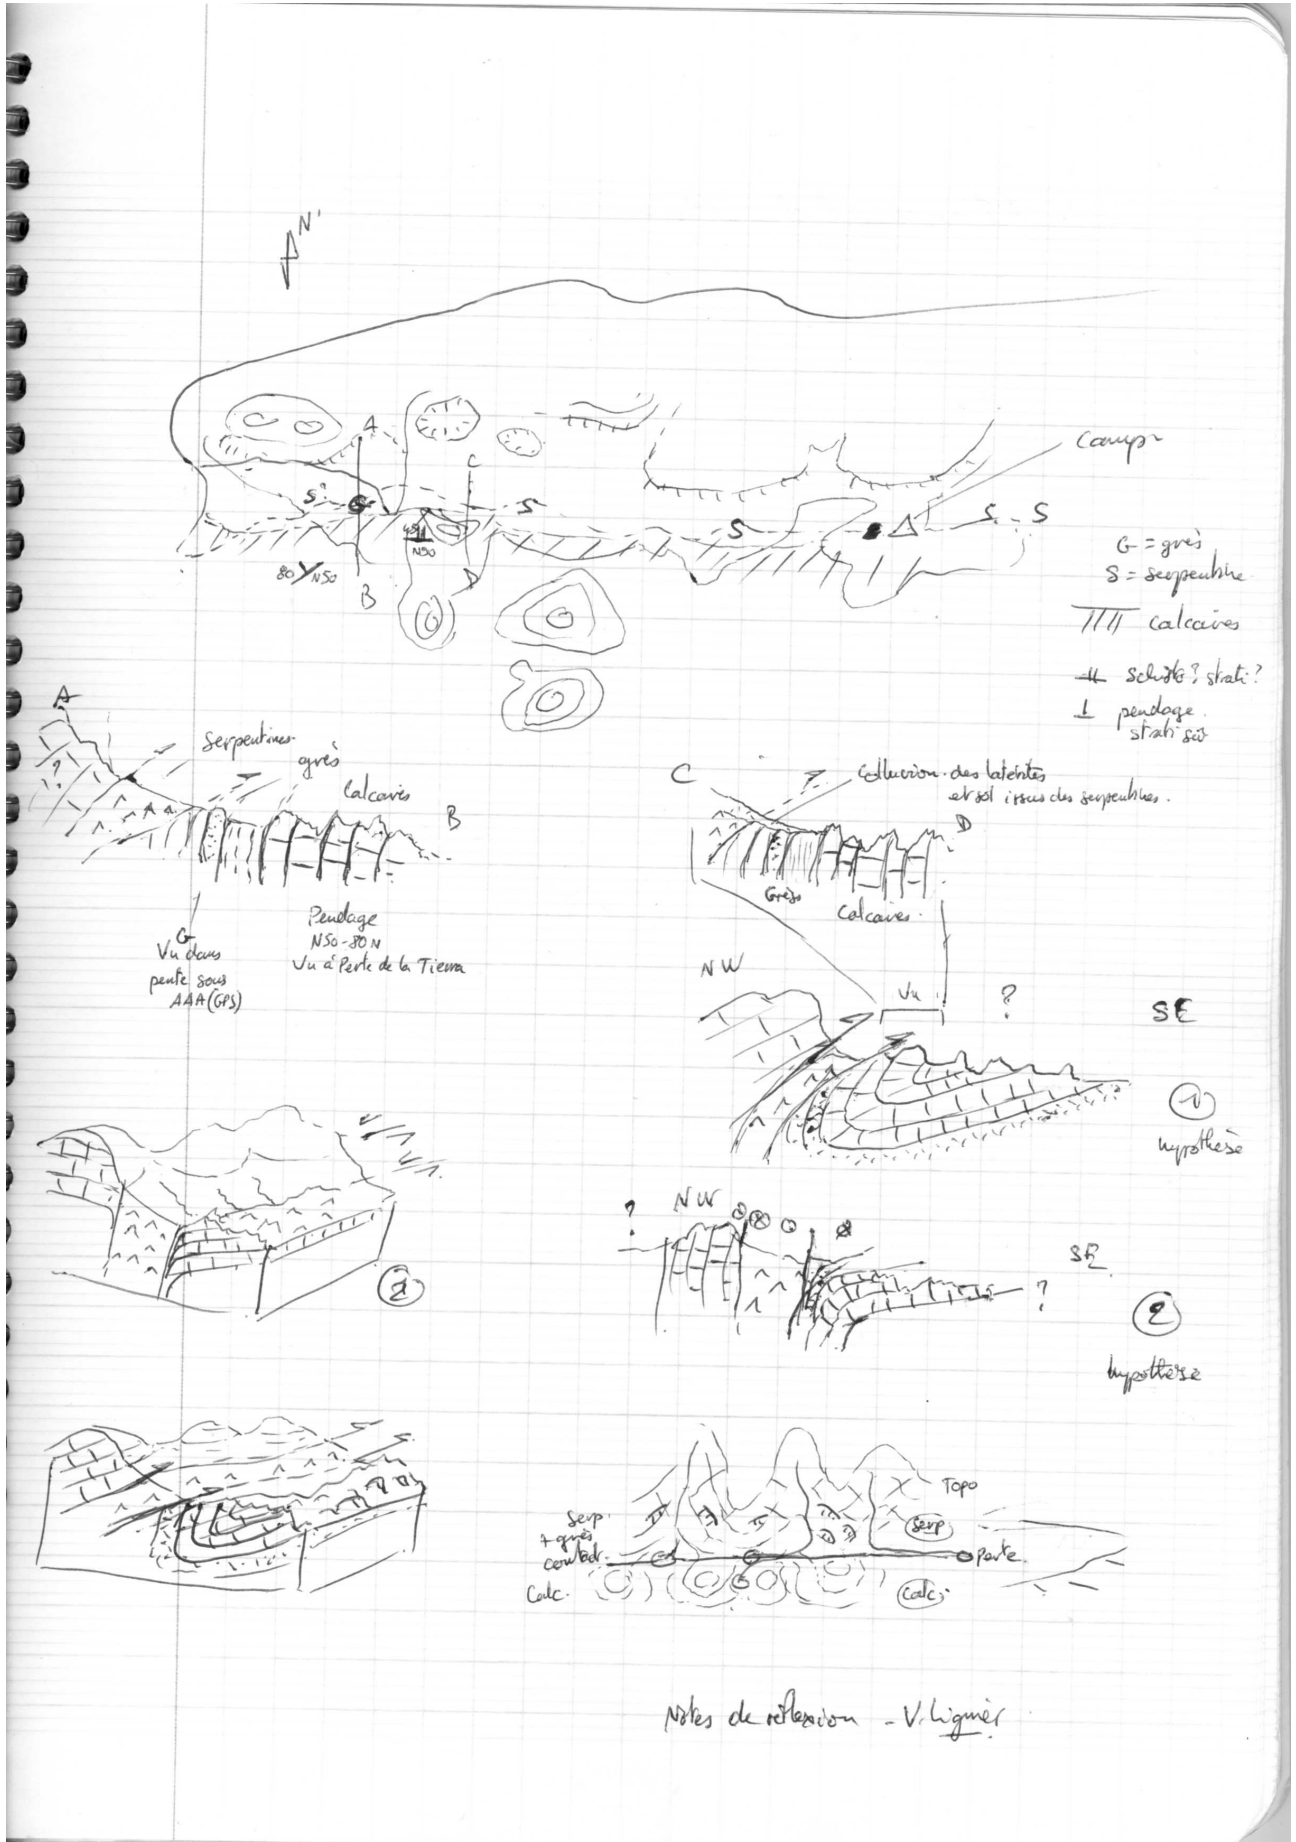 N
A
C
Camp
S
G
S
S
S
S
45
N50
80 N50
B
D
G = grès
S = serpentine
calcaires
schisto? strati?
pendage
strati
A
Serpentines
grès
Calcaires
B
?
G
Vu dans
pente sous
AAA (GPS)
Pendage
N50-80N
Vu à Perte de la Tierra
C
Colluvion des latérites
et sol issus des serpentines.
D
Grès
Calcaires
NW
Vu
?
SE
1
hypothèse
2
?
NW
SE
?
2
hypothèse
Serp.
+ grès
contact
Calc.
Topo
Serp
Perte
Calc
Notes de réflexion - V. Lignier